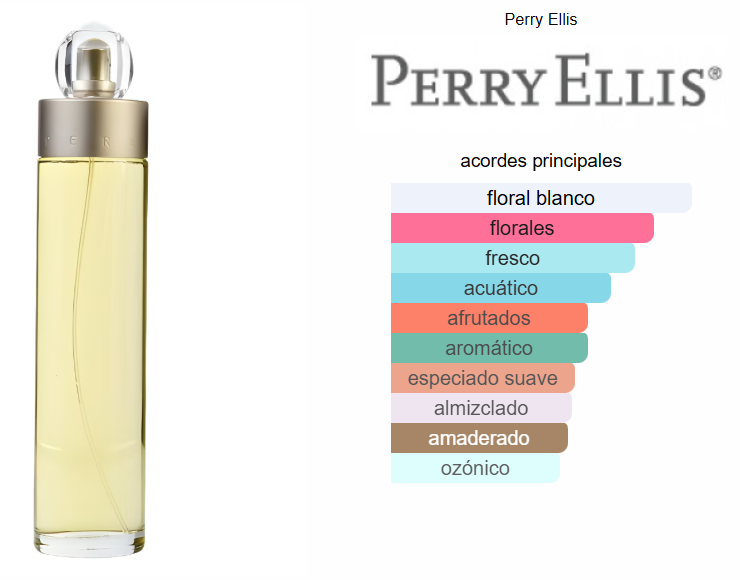 Perry Ellis
PERRY ELLIS®
acordes principales
floral blanco
florales
fresco
acuático
afrutados
aromático
especiado suave
almizclado
amaderado
ozónico